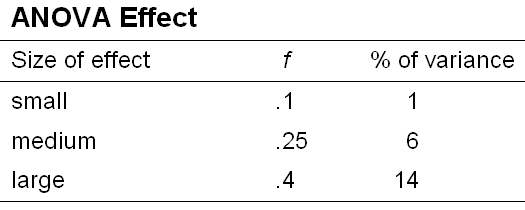 ANOVA Effect
Size of effect f % of variance
small .1 1
medium .25 6
large .4 14